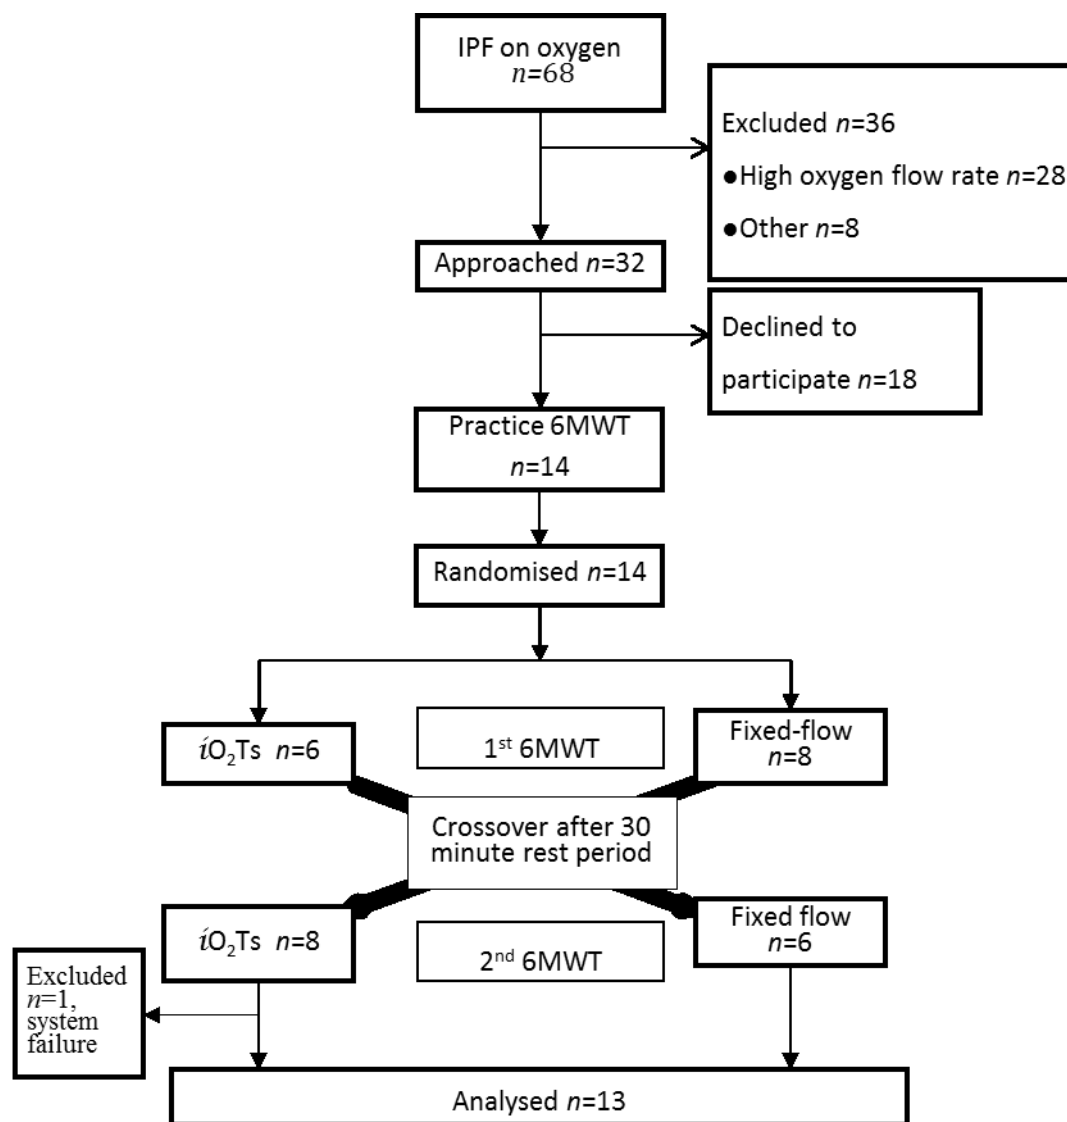 IPF on oxygen
n=68
Excluded n=36
●High oxygen flow rate n=28
●Other n=8
Approached n=32
Declined to
participate n=18
Practice 6MWT
n=14
Randomised n=14
íO₂Ts n=6
1st 6MWT
Fixed-flow
n=8
Crossover after 30
minute rest period
íO₂Ts n=8
2nd 6MWT
Fixed flow
n=6
Excluded
n=1,
system
failure
Analysed n=13